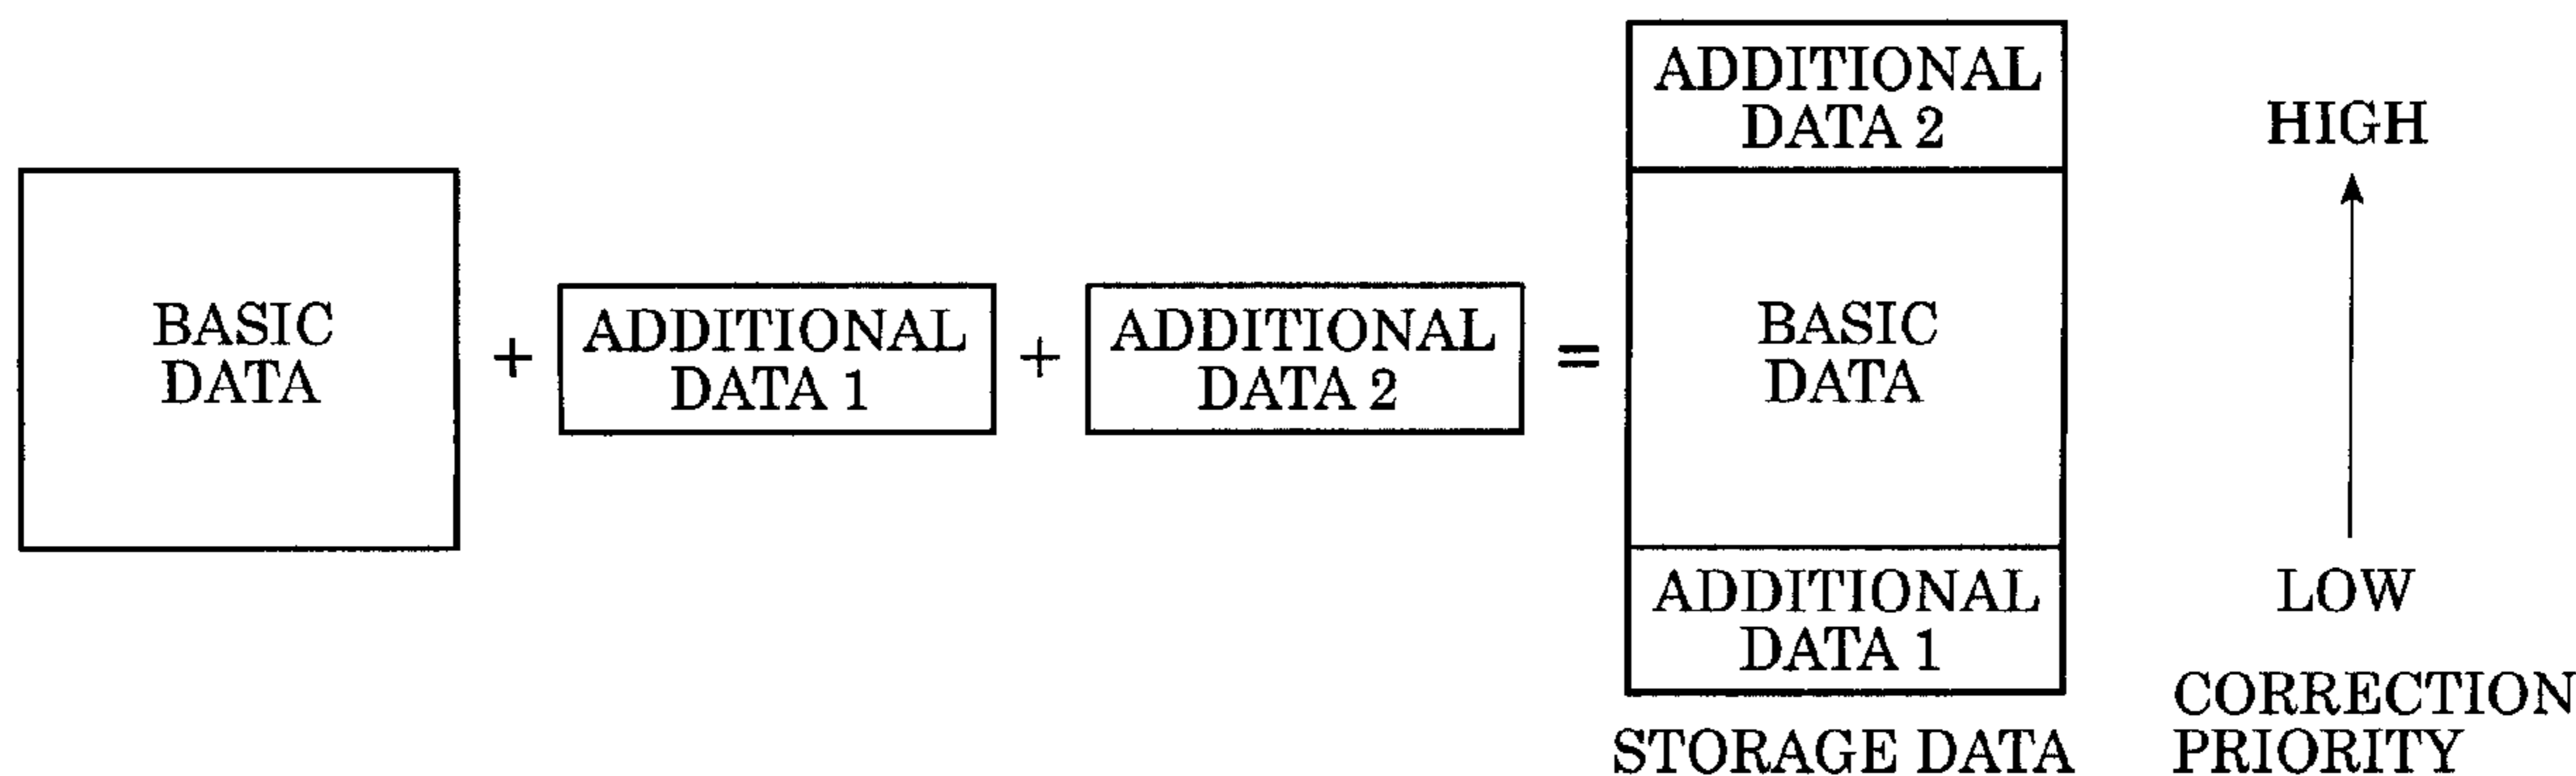 BASIC
DATA
+
ADDITIONAL
DATA 1
+
ADDITIONAL
DATA 2
=
ADDITIONAL
DATA 2
BASIC
DATA
ADDITIONAL
DATA 1
STORAGE DATA
HIGH
LOW
CORRECTION
PRIORITY